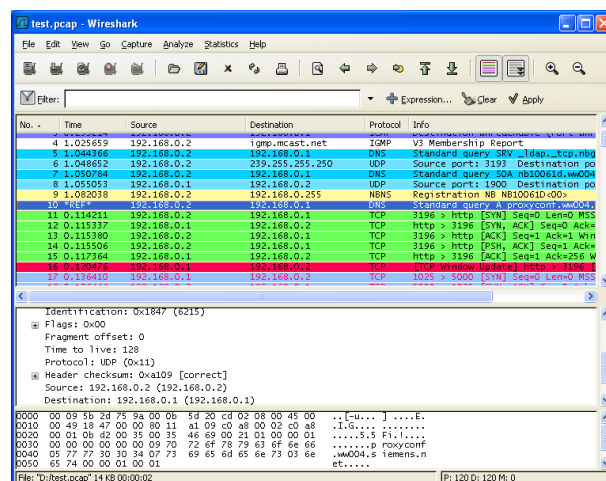 test.pcap - Wireshark
File Edit View Go Capture Analyze Statistics Help
Filter: Expression... Clear Apply
No. . Time Source Destination Protocol Info
4 1.025659 192.168.0.2 igmp.mcast.net IGMP V3 Membership Report
5 1.044366 192.168.0.2 192.168.0.1 DNS Standard query SRV _ldap._tcp.nbg
6 1.048652 192.168.0.2 239.255.255.250 UDP Source port: 3193 Destination po
7 1.050784 192.168.0.2 192.168.0.1 DNS Standard query SOA nb10061d.ww004
8 1.055053 192.168.0.1 192.168.0.2 UDP Source port: 1900 Destination po
9 1.082038 192.168.0.2 192.168.0.255 NBNS Registration NB NB10061D<00>
10 *REF* 192.168.0.2 192.168.0.1 DNS Standard query A proxyconf.ww004.
11 0.114211 192.168.0.2 192.168.0.1 TCP 3196 > http [SYN] Seq=0 Len=0 MSS
12 0.115337 192.168.0.1 192.168.0.2 TCP http > 3196 [SYN, ACK] Seq=0 Ack=
13 0.115380 192.168.0.2 192.168.0.1 TCP 3196 > http [ACK] Seq=1 Ack=1 Win
14 0.115506 192.168.0.2 192.168.0.1 TCP 3196 > http [PSH, ACK] Seq=1 Ack=
15 0.117364 192.168.0.1 192.168.0.2 TCP http > 3196 [ACK] Seq=1 Ack=256 W
16 0.120476 192.168.0.1 192.168.0.2 TCP [TCP Window Update] http > 3196 [
17 0.136410 192.168.0.1 192.168.0.2 TCP 1025 > 5000 [SYN] Seq=0 Len=0 MSS
Identification: 0x1847 (6215)
Flags: 0x00
Fragment offset: 0
Time to live: 128
Protocol: UDP (0x11)
Header checksum: 0xa109 [correct]
Source: 192.168.0.2 (192.168.0.2)
Destination: 192.168.0.1 (192.168.0.1)
0000 00 09 5b 2d 75 9a 00 0b 5d 20 cd 02 08 00 45 00 ..[-u... ] ....E.
0010 00 49 18 47 00 00 80 11 a1 09 c0 a8 00 02 c0 a8 .I.G.... ........
0020 00 01 0b d2 00 35 00 35 46 69 00 21 01 00 00 01 .....5.5 Fi.!....
0030 00 00 00 00 00 00 09 70 72 6f 78 79 63 6f 6e 66 .......p roxyconf
0040 05 77 77 30 30 34 07 73 69 65 6d 65 6e 73 03 6e .ww004.s iemens.n
0050 65 74 00 00 01 00 01 et.....
File: "D:/test.pcap" 14 KB 00:00:02 P: 120 D: 120 M: 0